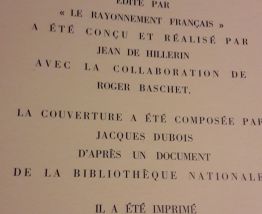 ÉDITÉ PAR
« LE RAYONNEMENT FRANÇAIS »
A ÉTÉ CONÇU ET RÉALISÉ PAR
JEAN DE HILLERIN
AVEC LA COLLABORATION DE
ROGER BASCHET.
LA COUVERTURE A ÉTÉ COMPOSÉE PAR
JACQUES DUBOIS
D'APRÈS UN DOCUMENT
DE LA BIBLIOTHÈQUE NATIONALE
IL A ÉTÉ IMPRIMÉ